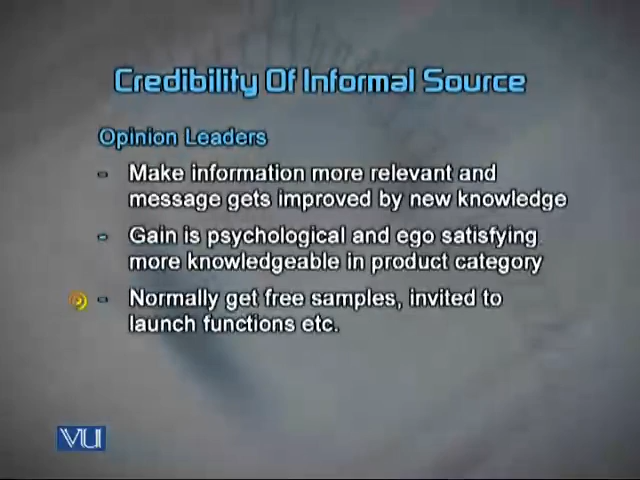 Credibility Of Informal Source
Opinion Leaders
- Make information more relevant and
message gets improved by new knowledge
- Gain is psychological and ego satisfying
more knowledgeable in product category
- Normally get free samples, invited to
launch functions etc.
VU